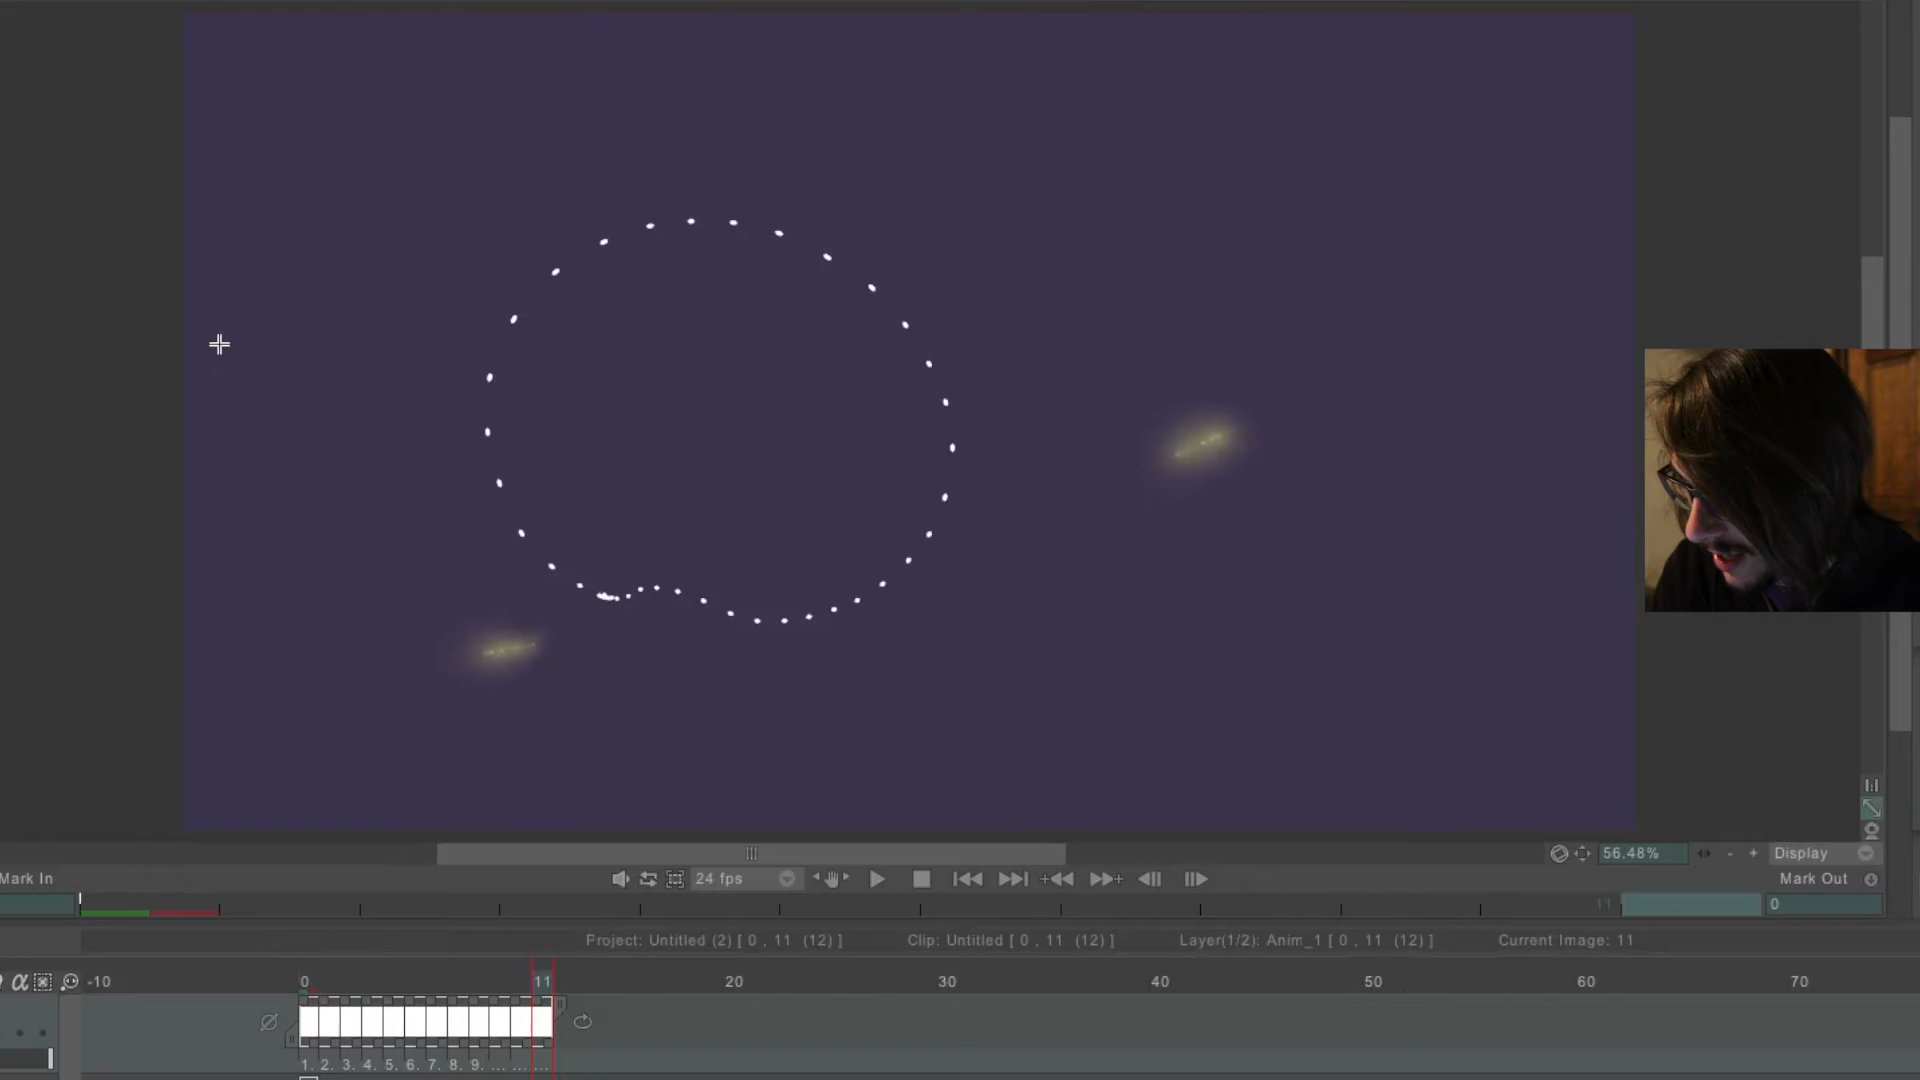 56.48% - + Display
Mark In 24 fps Mark Out
11 0
Project: Untitled (2) [ 0 , 11 (12) ] Clip: Untitled [ 0 , 11 (12) ] Layer(1/2): Anim_1 [ 0 , 11 (12) ] Current Image: 11
α -10 0 11 20 30 40 50 60 70
1. 2. 3. 4. 5. 6. 7. 8. 9. ... ... ...